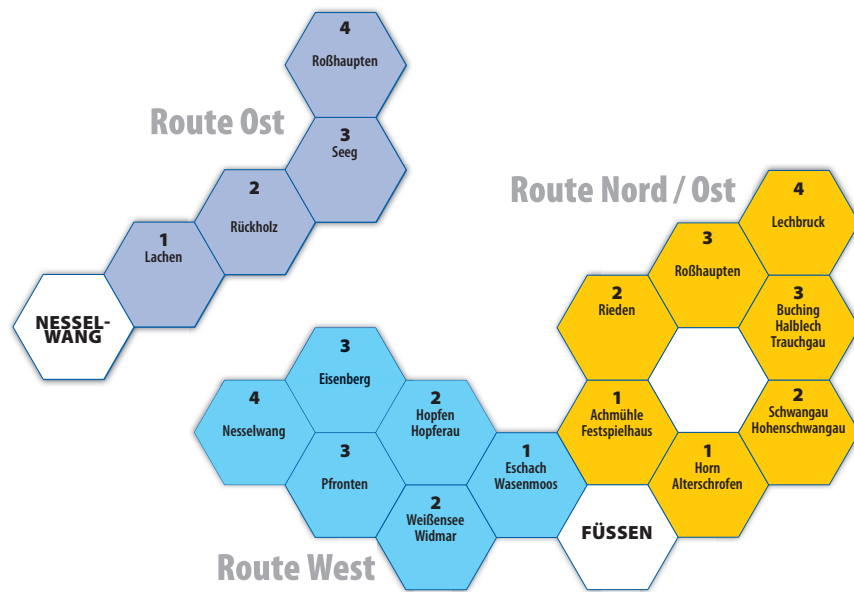 4
Roßhaupten
Route Ost
3
Seeg
2
Rückholz
1
Lachen
NESSEL-
WANG
Route Nord / Ost
4
Lechbruck
3
Roßhaupten
2
Rieden
3
Buching
Halblech
Trauchgau
1
Achmühle
Festspielhaus
2
Schwangau
Hohenschwangau
1
Horn
Alterschrofen
FÜSSEN
3
Eisenberg
4
Nesselwang
2
Hopfen
Hopferau
1
Eschach
Wasenmoos
3
Pfronten
2
Weißensee
Widmar
Route West